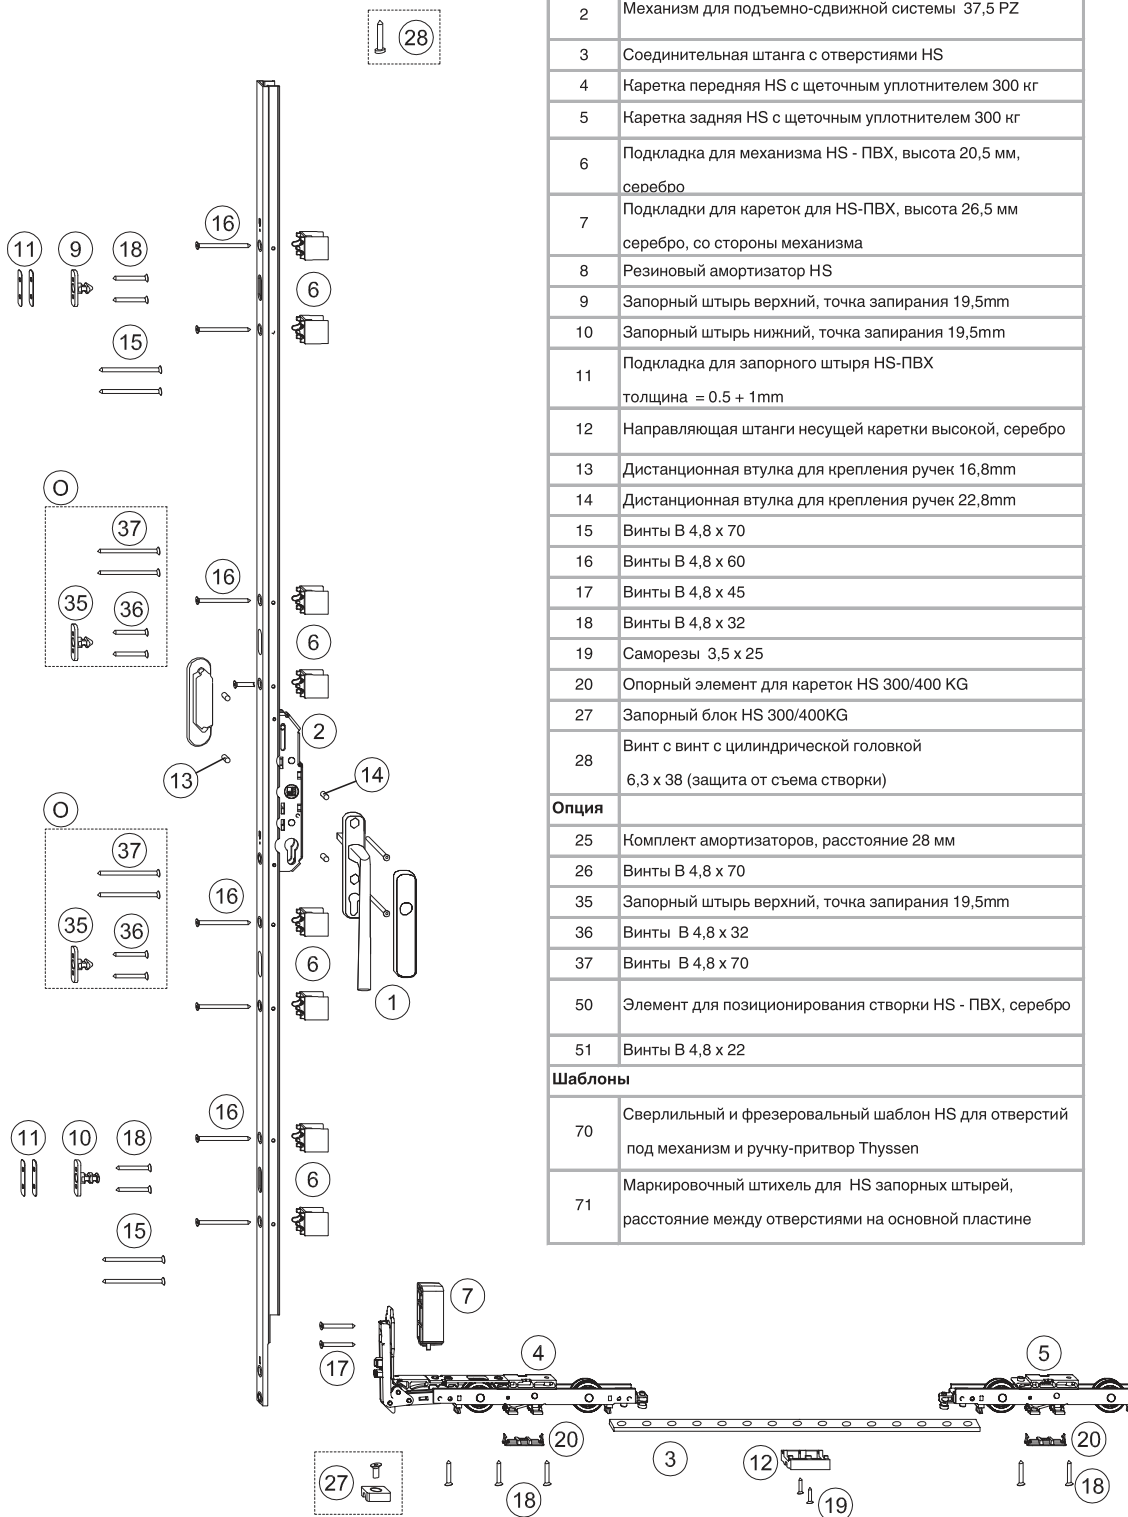 28
16
11
9
18
6
15
O
37
16
35
36
6
2
13
14
O
37
16
35
36
6
1
16
11
10
18
6
15
7
17
4
5
20
20
3
12
27
18
19
18
2 Механизм для подъемно-сдвижной системы 37,5 PZ
3 Соединительная штанга с отверстиями HS
4 Каретка передняя HS с щеточным уплотнителем 300 кг
5 Каретка задняя HS с щеточным уплотнителем 300 кг
6 Подкладка для механизма HS - ПВХ, высота 20,5 мм,
серебро
7 Подкладки для кареток для HS-ПВХ, высота 26,5 мм
серебро, со стороны механизма
8 Резиновый амортизатор HS
9 Запорный штырь верхний, точка запирания 19,5mm
10 Запорный штырь нижний, точка запирания 19,5mm
11 Подкладка для запорного штыря HS-ПВХ
толщина = 0.5 + 1mm
12 Направляющая штанги несущей каретки высокой, серебро
13 Дистанционная втулка для крепления ручек 16,8mm
14 Дистанционная втулка для крепления ручек 22,8mm
15 Винты В 4,8 x 70
16 Винты В 4,8 x 60
17 Винты В 4,8 x 45
18 Винты В 4,8 x 32
19 Саморезы 3,5 x 25
20 Опорный элемент для кареток HS 300/400 KG
27 Запорный блок HS 300/400KG
28 Винт с винт с цилиндрической головкой
6,3 x 38 (защита от съема створки)
Опция
25 Комплект амортизаторов, расстояние 28 мм
26 Винты В 4,8 x 70
35 Запорный штырь верхний, точка запирания 19,5mm
36 Винты В 4,8 x 32
37 Винты В 4,8 x 70
50 Элемент для позиционирования створки HS - ПВХ, серебро
51 Винты В 4,8 x 22
Шаблоны
70 Сверлильный и фрезеровальный шаблон HS для отверстий
под механизм и ручку-притвор Thyssen
71 Маркировочный штихель для HS запорных штырей,
расстояние между отверстиями на основной пластине